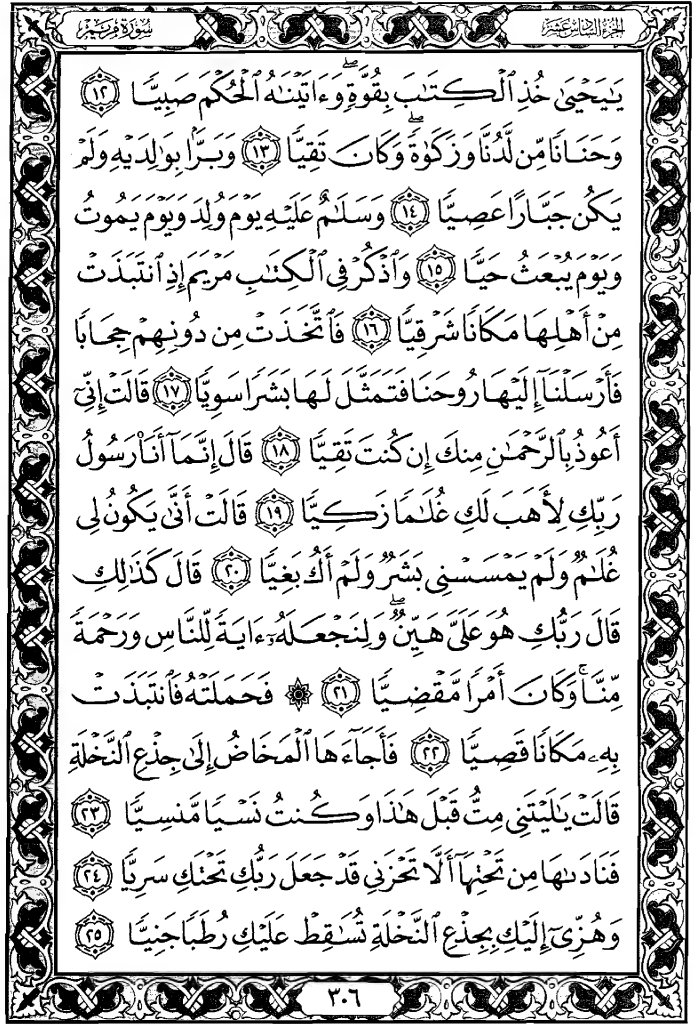 الجزء السادس عشر
سورة مريم
يَٰيَحۡيَىٰ خُذِ ٱلۡكِتَٰبَ بِقُوَّةٖۖ وَءَاتَيۡنَٰهُ ٱلۡحُكۡمَ صَبِيّٗا ١٢
وَحَنَانٗا مِّن لَّدُنَّا وَزَكَوٰةٗۖ وَكَانَ تَقِيّٗا ١٣ وَبَرَّۢا بِوَٰلِدَيۡهِ وَلَمۡ
يَكُن جَبَّارًا عَصِيّٗا ١٤ وَسَلَٰمٌ عَلَيۡهِ يَوۡمَ وُلِدَ وَيَوۡمَ يَمُوتُ
وَيَوۡمَ يُبۡعَثُ حَيّٗا ١٥ وَٱذۡكُرۡ فِي ٱلۡكِتَٰبِ مَرۡيَمَ إِذِ ٱنتَبَذَتۡ
مِنۡ أَهۡلِهَا مَكَانٗا شَرۡقِيّٗا ١٦ فَٱتَّخَذَتۡ مِن دُونِهِمۡ حِجَابٗا
فَأَرۡسَلۡنَآ إِلَيۡهَا رُوحَنَا فَتَمَثَّلَ لَهَا بَشَرٗا سَوِيّٗا ١٧ قَالَتۡ إِنِّيٓ
أَعُوذُ بِٱلرَّحۡمَٰنِ مِنكَ إِن كُنتَ تَقِيّٗا ١٨ قَالَ إِنَّمَآ أَنَا۠ رَسُولُ
رَبِّكِ لِأَهَبَ لَكِ غُلَٰمٗا زَكِيّٗا ١٩ قَالَتۡ أَنَّىٰ يَكُونُ لِي
غُلَٰمٞ وَلَمۡ يَمۡسَسۡنِي بَشَرٞ وَلَمۡ أَكُ بَغِيّٗا ٢٠ قَالَ كَذَٰلِكِ
قَالَ رَبُّكِ هُوَ عَلَيَّ هَيِّنٞۖ وَلِنَجۡعَلَهُۥٓ ءَايَةٗ لِّلنَّاسِ وَرَحۡمَةٗ
مِّنَّاۚ وَكَانَ أَمۡرٗا مَّقۡضِيّٗا ٢١ ۞ فَحَمَلَتۡهُ فَٱنتَبَذَتۡ
بِهِۦ مَكَانٗا قَصِيّٗا ٢٢ فَأَجَآءَهَا ٱلۡمَخَاضُ إِلَىٰ جِذۡعِ ٱلنَّخۡلَةِ
قَالَتۡ يَٰلَيۡتَنِي مِتُّ قَبۡلَ هَٰذَا وَكُنتُ نَسۡيٗا مَّنسِيّٗا ٢٣
فَنَادَىٰهَا مِن تَحۡتِهَآ أَلَّا تَحۡزَنِي قَدۡ جَعَلَ رَبُّكِ تَحۡتَكِ سَرِيّٗا ٢٤
وَهُزِّيٓ إِلَيۡكِ بِجِذۡعِ ٱلنَّخۡلَةِ تُسَٰقِطۡ عَلَيۡكِ رُطَبٗا جَنِيّٗا ٢٥
٣٠٦